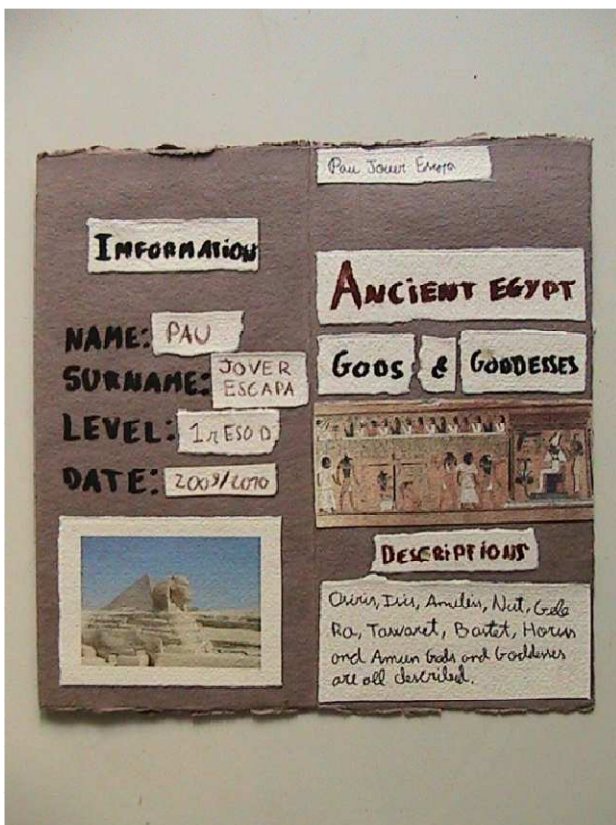 INFORMATION
NAME: PAU
SURNAME: JOVER
ESCAPA
LEVEL: 1r ESO D
DATE: 2009/2010
Pau Jover Escapa
ANCIENT EGYPT
GODS & GODDESSES
DESCRIPTIONS
Osiris, Isis, Anubis, Nut, Gebe
Ra, Tawaret, Bastet, Horus
and Amun Gods and Goddesses
are all described.